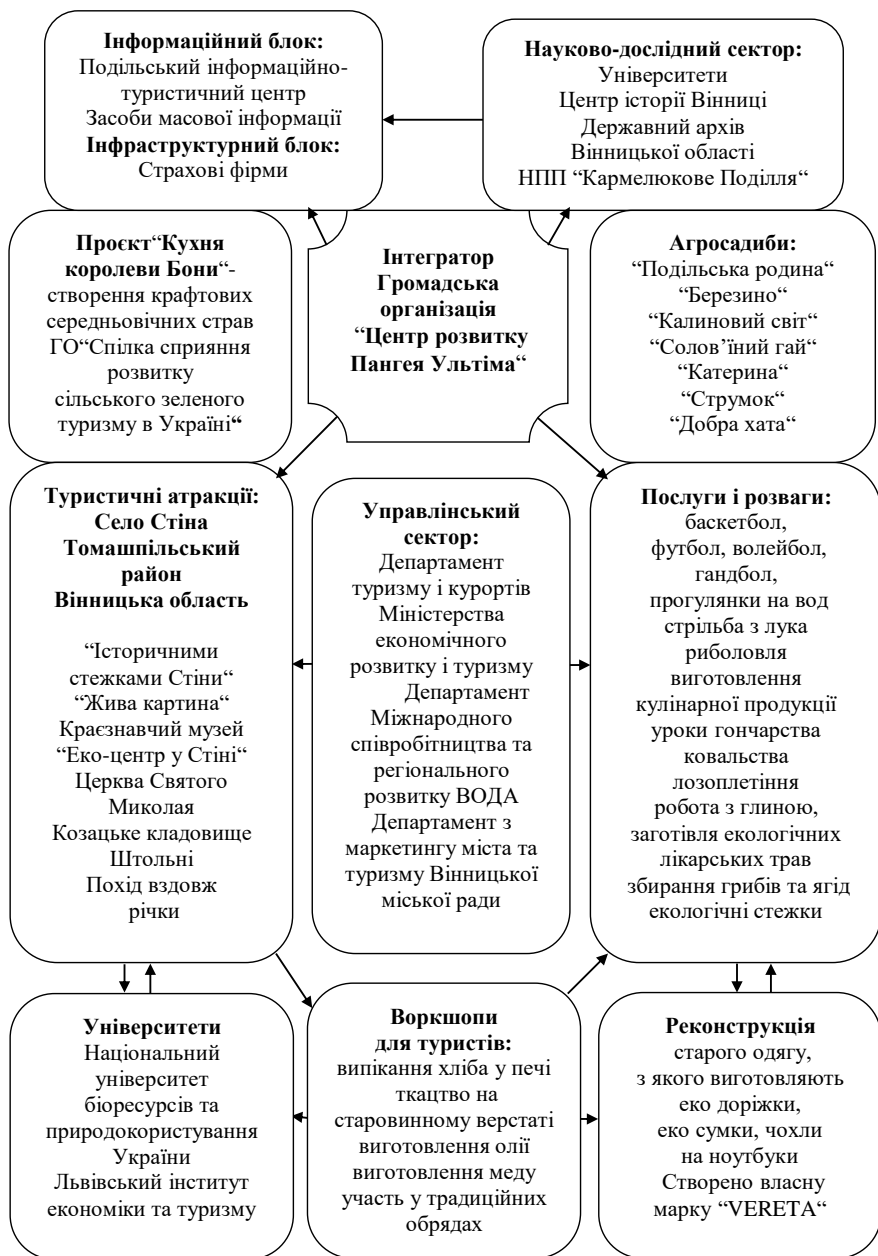 Інформаційний блок:
Подільський інформаційно-
туристичний центр
Засоби масової інформації
Інфраструктурний блок:
Страхові фірми
Науково-дослідний сектор:
Університети
Центр історії Вінниці
Державний архів
Вінницької області
НПП “Кармелюкове Поділля“
Проєкт“Кухня
королеви Бони“-
створення крафтових
середньовічних страв
ГО“Спілка сприяння
розвитку
сільського зеленого
туризму в Україні“
Інтегратор
Громадська
організація
“Центр розвитку
Пангея Ультіма“
Агросадиби:
“Подільська родина“
“Березино“
“Калиновий світ“
“Солов’їний гай“
“Катерина“
“Струмок“
“Добра хата“
Туристичні атракції:
Село Стіна
Томашпільський
район
Вінницька область
“Історичними
стежками Стіни“
“Жива картина“
Краєзнавчий музей
“Еко-центр у Стіні“
Церква Святого
Миколая
Козацьке кладовище
Штольні
Похід вздовж
річки
Управлінський
сектор:
Департамент
туризму і курортів
Міністерства
економічного
розвитку і туризму
Департамент
Міжнародного
співробітництва та
регіонального
розвитку ВОДА
Департамент з
маркетингу міста та
туризму Вінницької
міської ради
Послуги і розваги:
баскетбол,
футбол, волейбол,
гандбол,
прогулянки на вод
стрільба з лука
риболовля
виготовлення
кулінарної продукції
уроки гончарства
ковальства
лозоплетіння
робота з глиною,
заготівля екологічних
лікарських трав
збирання грибів та ягід
екологічні стежки
Університети
Національний
університет
біоресурсів та
природокористування
України
Львівський інститут
економіки та туризму
Воркшопи
для туристів:
випікання хліба у печі
ткацтво на
старовинному верстаті
виготовлення олії
виготовлення меду
участь у традиційних
обрядах
Реконструкція
старого одягу,
з якого виготовляють
еко доріжки,
еко сумки, чохли
на ноутбуки
Створено власну
марку “VERETA“